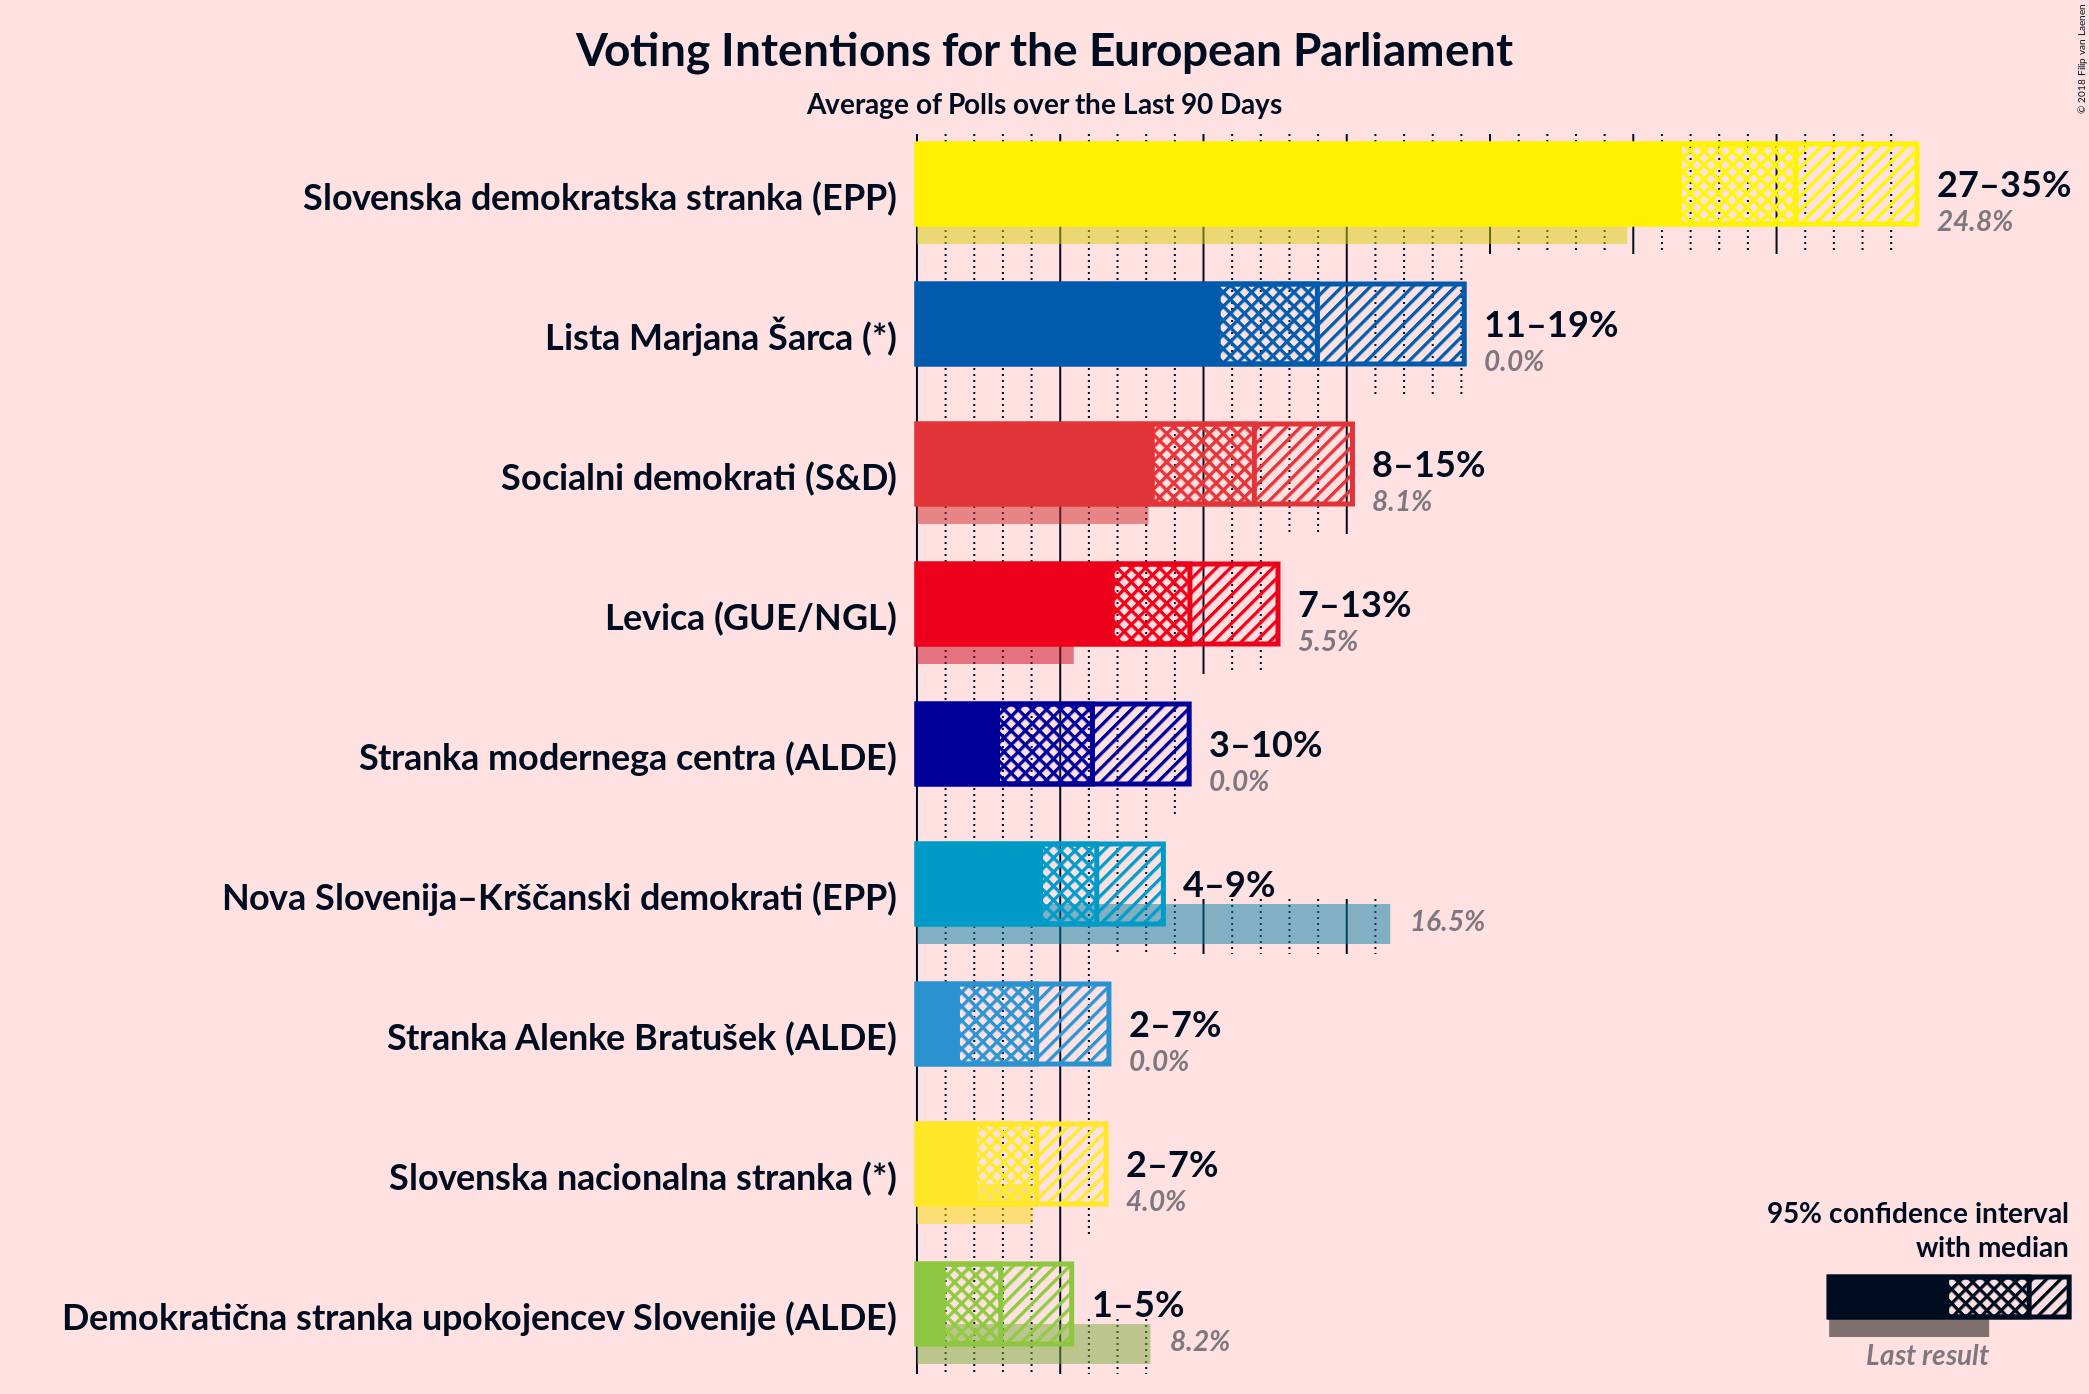 Voting Intentions for the European Parliament
Average of Polls over the Last 90 Days
© 2018 Filip van Laenen
Slovenska demokratska stranka (EPP)
27–35%
24.8%
Lista Marjana Šarca (*)
11–19%
0.0%
Socialni demokrati (S&D)
8–15%
8.1%
Levica (GUE/NGL)
7–13%
5.5%
Stranka modernega centra (ALDE)
3–10%
0.0%
Nova Slovenija–Krščanski demokrati (EPP)
4–9%
16.5%
Stranka Alenke Bratušek (ALDE)
2–7%
0.0%
Slovenska nacionalna stranka (*)
2–7%
4.0%
Demokratična stranka upokojencev Slovenije (ALDE)
1–5%
8.2%
95% confidence interval
with median
Last result